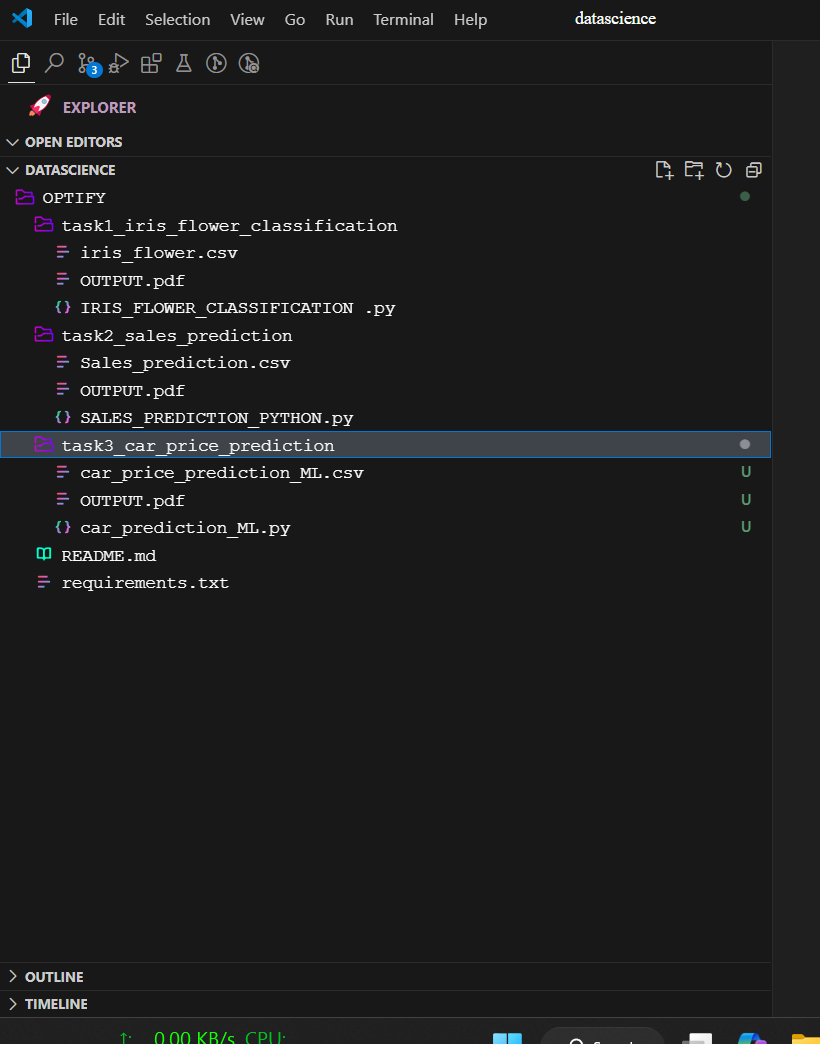 File Edit Selection View Go Run Terminal Help datascience
3
EXPLORER
OPEN EDITORS
DATASCIENCE
OPTIFY
task1_iris_flower_classification
iris_flower.csv
OUTPUT.pdf
IRIS_FLOWER_CLASSIFICATION .py
task2_sales_prediction
Sales_prediction.csv
OUTPUT.pdf
SALES_PREDICTION_PYTHON.py
task3_car_price_prediction
car_price_prediction_ML.csv U
OUTPUT.pdf U
car_prediction_ML.py U
README.md
requirements.txt
OUTLINE
TIMELINE
0.00 KB/s CPU: